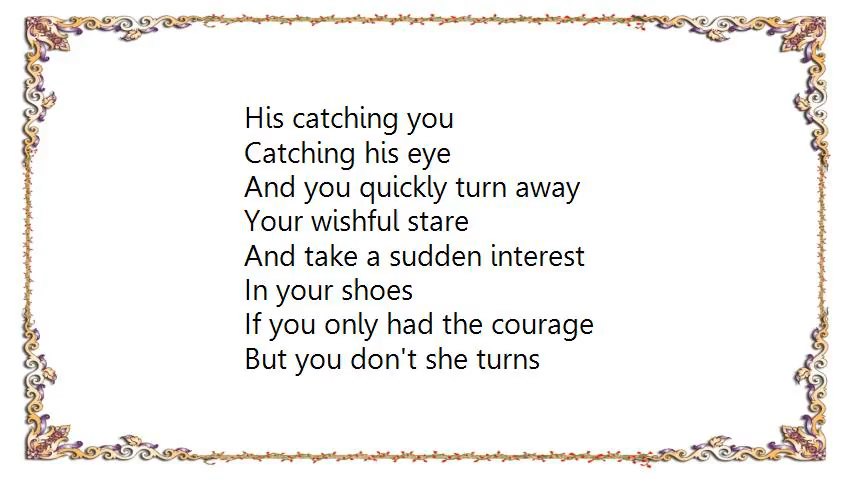 His catching you
Catching his eye
And you quickly turn away
Your wishful stare
And take a sudden interest
In your shoes
If you only had the courage
But you don't she turns